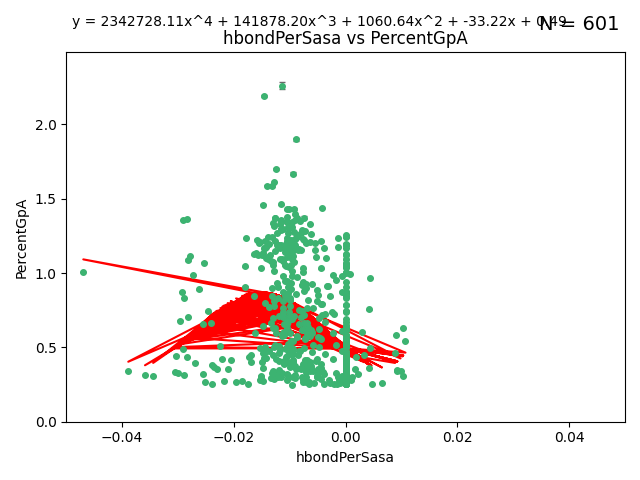 y = 2342728.11x^4 + 141878.20x^3 + 1060.64x^2 + -33.22x + 0.49
N = 601
hbondPerSasa vs PercentGpA
PercentGpA
2.0
1.5
1.0
0.5
0.0
−0.04 −0.02 0.00 0.02 0.04
hbondPerSasa